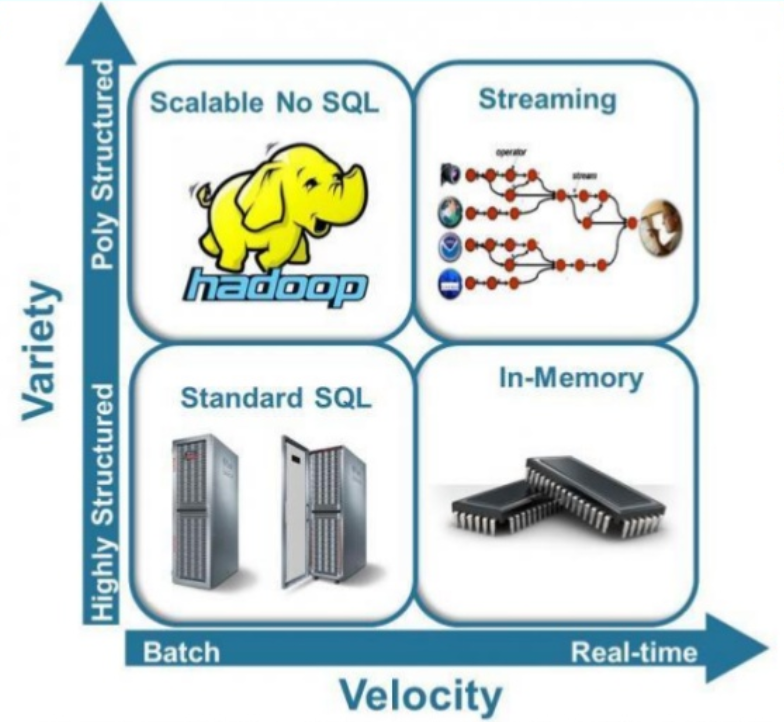 Scalable No SQL
Streaming
operator
stream
hadoop
Standard SQL
In-Memory
Variety
Poly Structured
Highly Structured
Batch
Real-time
Velocity